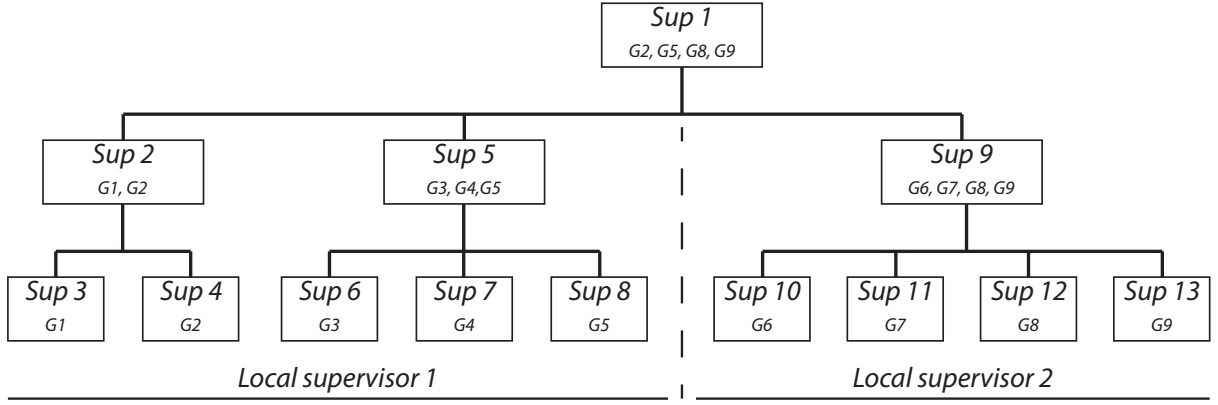 Sup 1
G2, G5, G8, G9
Sup 2
G1, G2
Sup 5
G3, G4,G5
Sup 9
G6, G7, G8, G9
Sup 3
G1
Sup 4
G2
Sup 6
G3
Sup 7
G4
Sup 8
G5
Sup 10
G6
Sup 11
G7
Sup 12
G8
Sup 13
G9
Local supervisor 1
Local supervisor 2